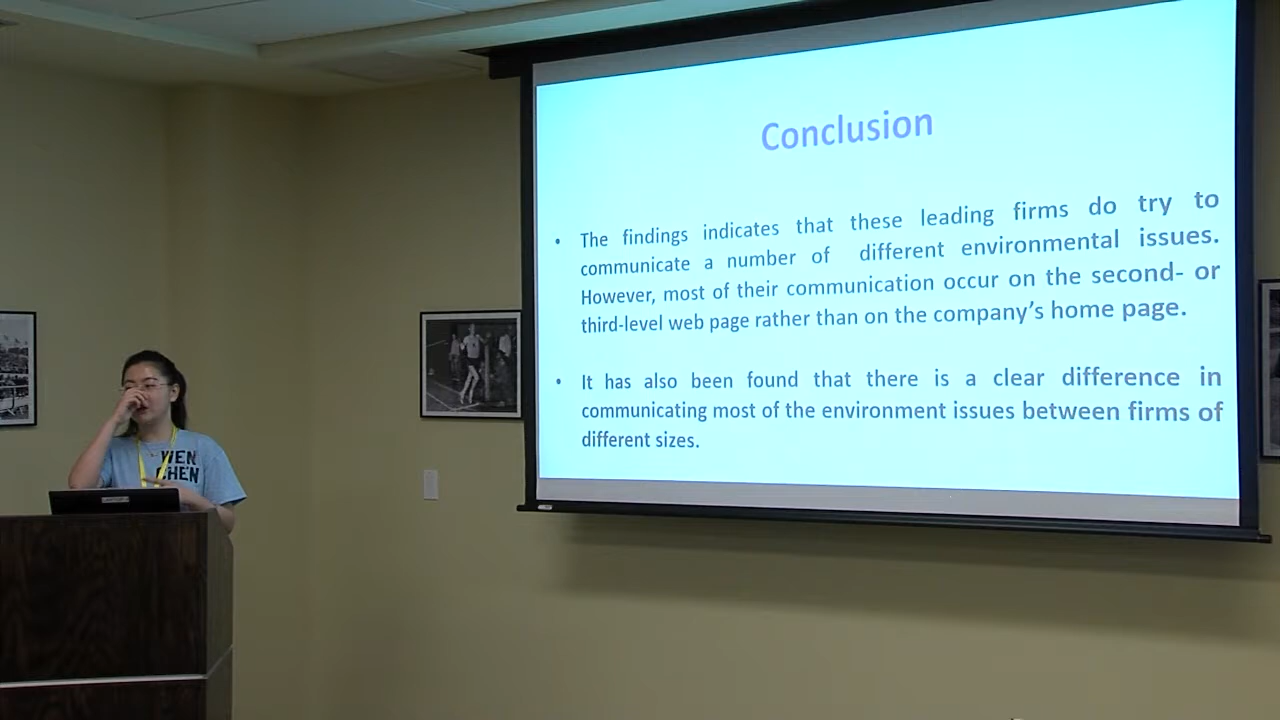 Conclusion
• The findings indicates that these leading firms do try to
communicate a number of different environmental issues.
However, most of their communication occur on the second- or
third-level web page rather than on the company's home page.
• It has also been found that there is a clear difference in
communicating most of the environment issues between firms of
different sizes.
WEN
CHEN